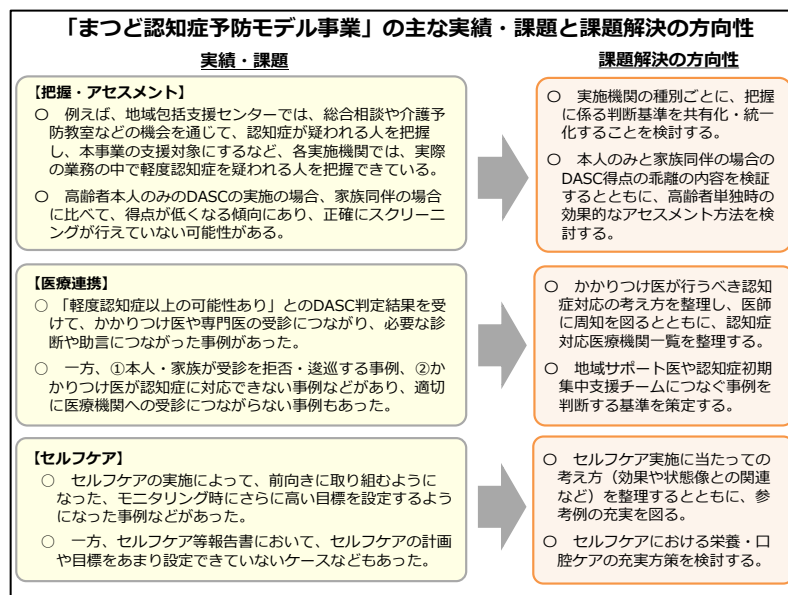 「まつど認知症予防モデル事業」の主な実績・課題と課題解決の方向性
実績・課題
【把握・アセスメント】
○ 例えば、地域包括支援センターでは、総合相談や介護予
防教室などの機会を通じて、認知症が疑われる人を把握
し、本事業の支援対象にするなど、各実施機関では、実際
の業務の中で軽度認知症を疑われる人を把握できている。
○ 高齢者本人のみのDASCの実施の場合、家族同伴の場合
に比べて、得点が低くなる傾向にあり、正確にスクリーニ
ングが行えていない可能性がある。
【医療連携】
○ 「軽度認知症以上の可能性あり」とのDASC判定結果を受
けて、かかりつけ医や専門医の受診につながり、必要な診
断や助言につながった事例があった。
○ 一方、①本人・家族が受診を拒否・逡巡する事例、②か
かりつけ医が認知症に対応できない事例などがあり、適切
に医療機関への受診につながらない事例もあった。
【セルフケア】
○ セルフケアの実施によって、前向きに取り組むように
なった、モニタリング時にさらに高い目標を設定するよう
になった事例などがあった。
○ 一方、セルフケア等報告書において、セルフケアの計画
や目標をあまり設定できていないケースなどもあった。
課題解決の方向性
○ 実施機関の種別ごとに、把握
に係る判断基準を共有化・統一
化することを検討する。
○ 本人のみと家族同伴の場合の
DASC得点の乖離の内容を検証
するとともに、高齢者単独時の
効果的なアセスメント方法を検
討する。
○ かかりつけ医が行うべき認知
症対応の考え方を整理し、医師
に周知を図るとともに、認知症
対応医療機関一覧を整理する。
○ 地域サポート医や認知症初期
集中支援チームにつなぐ事例を
判断する基準を策定する。
○ セルフケア実施に当たっての
考え方（効果や状態像との関連
など）を整理するとともに、参
考例の充実を図る。
○ セルフケアにおける栄養・口
腔ケアの充実方策を検討する。